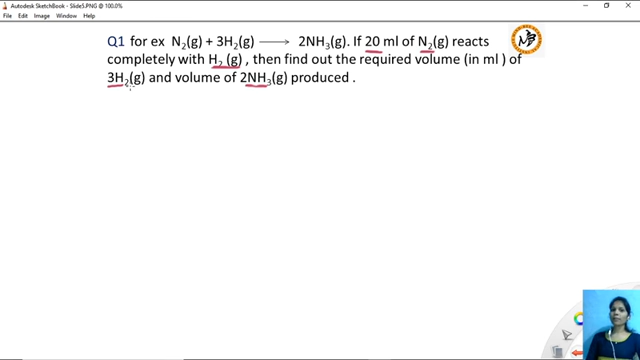 Autodesk SketchBook - Slide5.PNG @ 100.0%
File Edit Image Window Help
Q1 for ex N₂(g) + 3H₂(g) ⟶ 2NH₃(g). If 20 ml of N₂(g) reacts
completely with H₂ (g) , then find out the required volume (in ml ) of
3H₂(g) and volume of 2NH₃(g) produced .